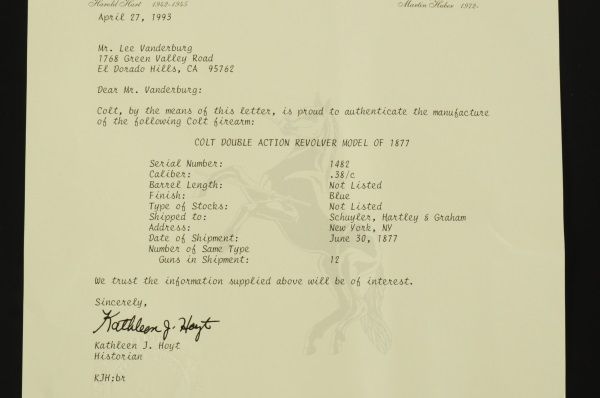 Harold Hart 1942-1945 Martin Huber 1972-
April 27, 1993
Mr. Lee Vanderburg
1768 Green Valley Road
El Dorado Hills, CA 95762
Dear Mr. Vanderburg:
Colt, by the means of this letter, is proud to authenticate the manufacture
of the following Colt firearm:
COLT DOUBLE ACTION REVOLVER MODEL OF 1877
Serial Number: 1482
Caliber: .38/c
Barrel Length: Not Listed
Finish: Blue
Type of Stocks: Not Listed
Shipped to: Schuyler, Hartley & Graham
Address: New York, NY
Date of Shipment: June 30, 1877
Number of Same Type
Guns in Shipment: 12
We trust the information supplied above will be of interest.
Sincerely,
Kathleen J. Hoyt
Kathleen J. Hoyt
Historian
KJH:br